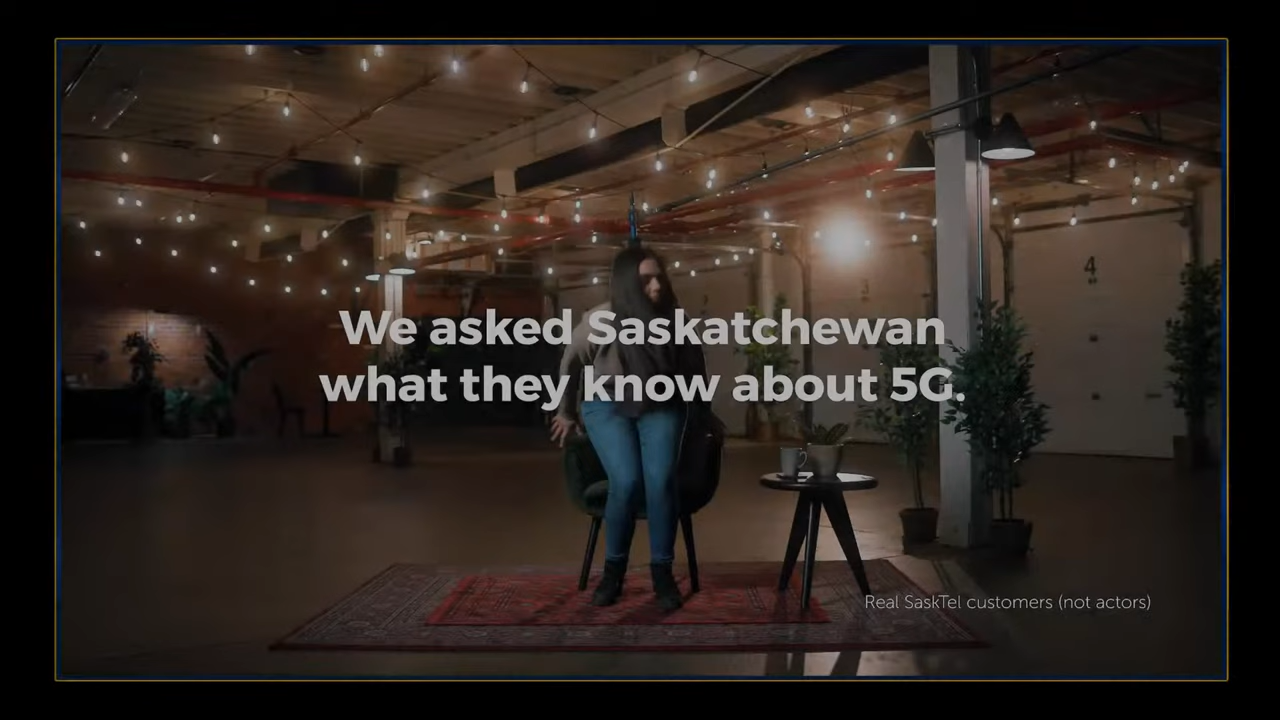 4
We asked Saskatchewan
what they know about 5G.
Real SaskTel customers (not actors)